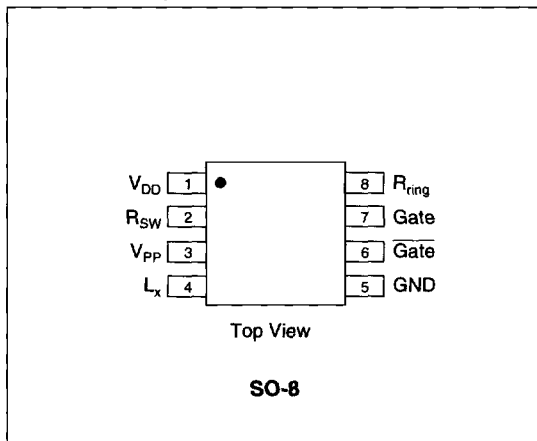 V_DD 1 8 R_ring
R_SW 2 7 Gate
V_PP 3 6 G̅a̅t̅e̅
L_x 4 5 GND
Top View
SO-8